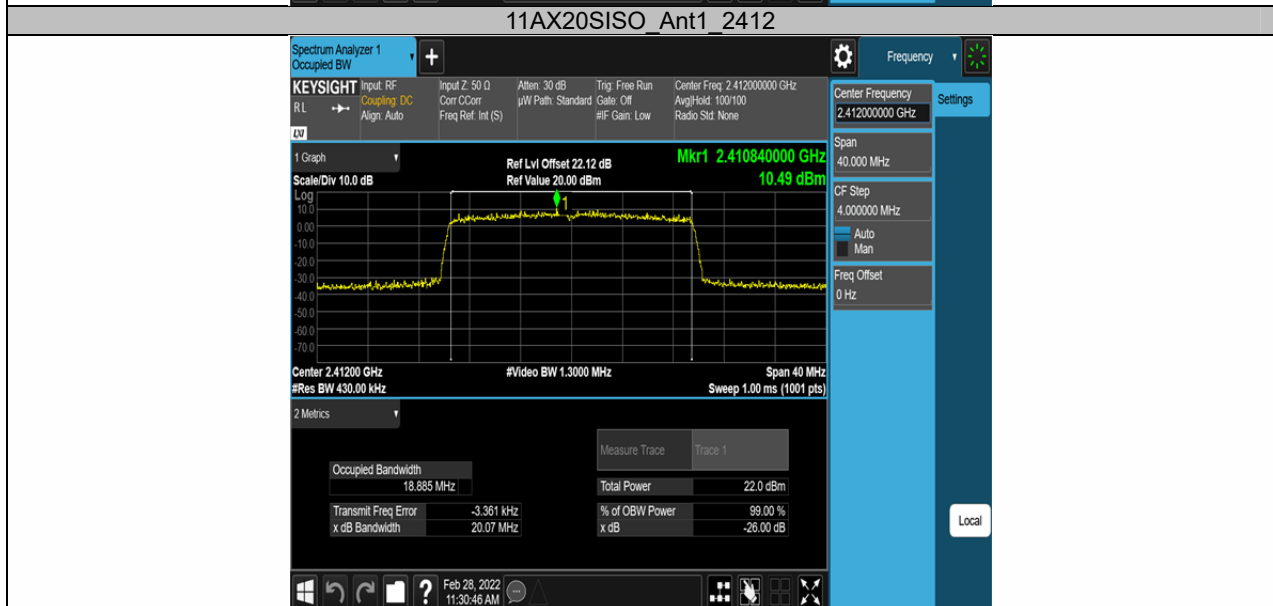 11AX20SISO_Ant1_2412
Spectrum Analyzer 1
Occupied BW
+
Frequency
KEYSIGHT
RL
LXI
Input: RF
Coupling: DC
Align: Auto
Input Z: 50 Ω
Corr CCorr
Freq Ref: Int (S)
Atten: 30 dB
µW Path: Standard
Trig: Free Run
Gate: Off
#IF Gain: Low
Center Freq: 2.412000000 GHz
Avg|Hold: 100/100
Radio Std: None
Center Frequency
2.412000000 GHz
Settings
Span
40.000 MHz
CF Step
4.000000 MHz
Auto
Man
Freq Offset
0 Hz
Local
1 Graph
Scale/Div 10.0 dB
Ref Lvl Offset 22.12 dB
Ref Value 20.00 dBm
Mkr1 2.410840000 GHz
10.49 dBm
Log
10.0
0.00
-10.0
-20.0
-30.0
-40.0
-50.0
-60.0
-70.0
1
Center 2.41200 GHz
#Res BW 430.00 kHz
#Video BW 1.3000 MHz
Span 40 MHz
Sweep 1.00 ms (1001 pts)
2 Metrics
Measure Trace Trace 1
Occupied Bandwidth
18.885 MHz
Total Power 22.0 dBm
Transmit Freq Error -3.361 kHz
% of OBW Power 99.00 %
x dB Bandwidth 20.07 MHz
x dB -26.00 dB
?
Feb 28, 2022
11:30:46 AM